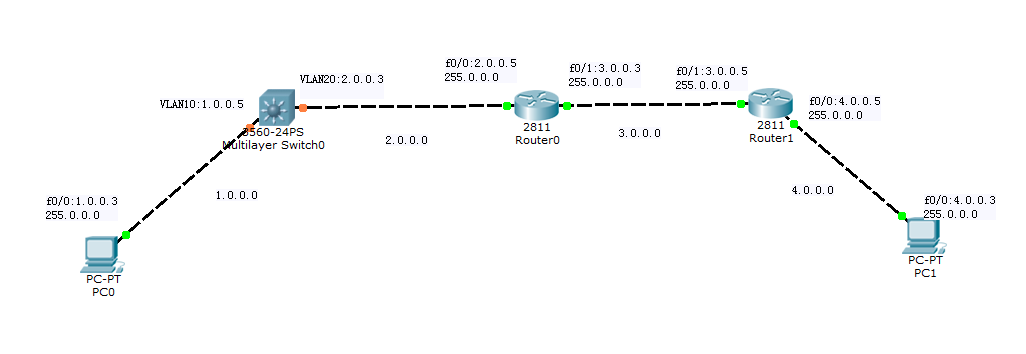 f0/0:2.0.0.5
255.0.0.0
f0/1:3.0.0.3
255.0.0.0
f0/1:3.0.0.5
255.0.0.0
VLAN20:2.0.0.3
VLAN10:1.0.0.5
f0/0:4.0.0.5
255.0.0.0
3560-24PS
Multilayer Switch0
2811
Router0
2811
Router1
2.0.0.0
3.0.0.0
1.0.0.0
4.0.0.0
f0/0:1.0.0.3
255.0.0.0
f0/0:4.0.0.3
255.0.0.0
PC-PT
PC0
PC-PT
PC1